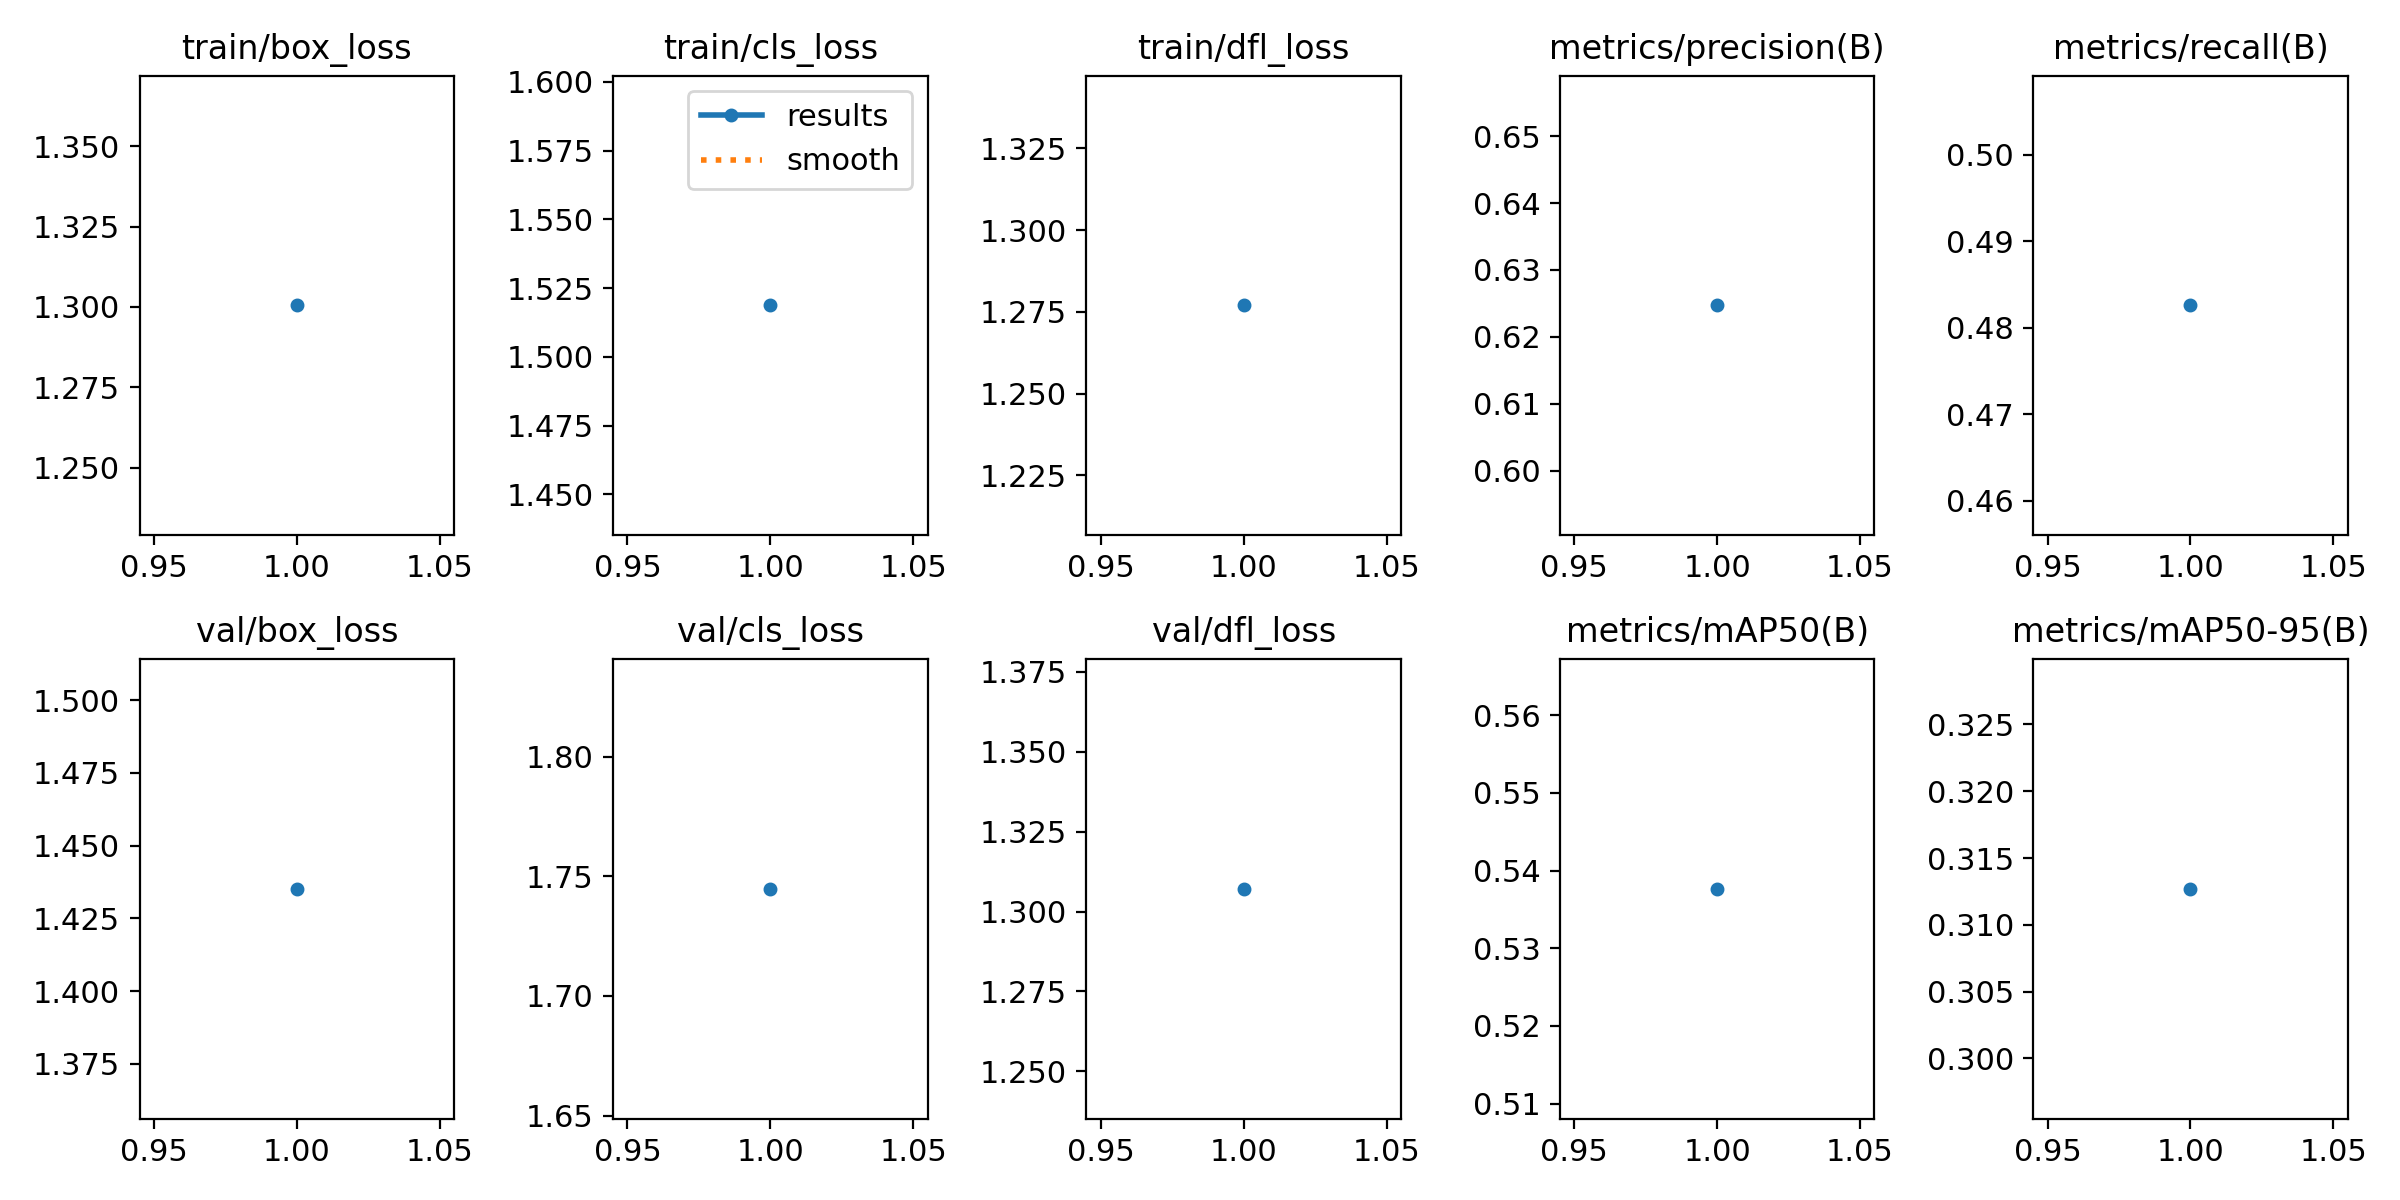 train/box_loss
1.350
1.325
1.300
1.275
1.250
0.95 1.00 1.05
train/cls_loss
1.600
1.575
1.550
1.525
1.500
1.475
1.450
results
smooth
0.95 1.00 1.05
train/dfl_loss
1.325
1.300
1.275
1.250
1.225
0.95 1.00 1.05
metrics/precision(B)
0.65
0.64
0.63
0.62
0.61
0.60
0.95 1.00 1.05
metrics/recall(B)
0.50
0.49
0.48
0.47
0.46
0.95 1.00 1.05
val/box_loss
1.500
1.475
1.450
1.425
1.400
1.375
0.95 1.00 1.05
val/cls_loss
1.80
1.75
1.70
1.65
0.95 1.00 1.05
val/dfl_loss
1.375
1.350
1.325
1.300
1.275
1.250
0.95 1.00 1.05
metrics/mAP50(B)
0.56
0.55
0.54
0.53
0.52
0.51
0.95 1.00 1.05
metrics/mAP50-95(B)
0.325
0.320
0.315
0.310
0.305
0.300
0.95 1.00 1.05